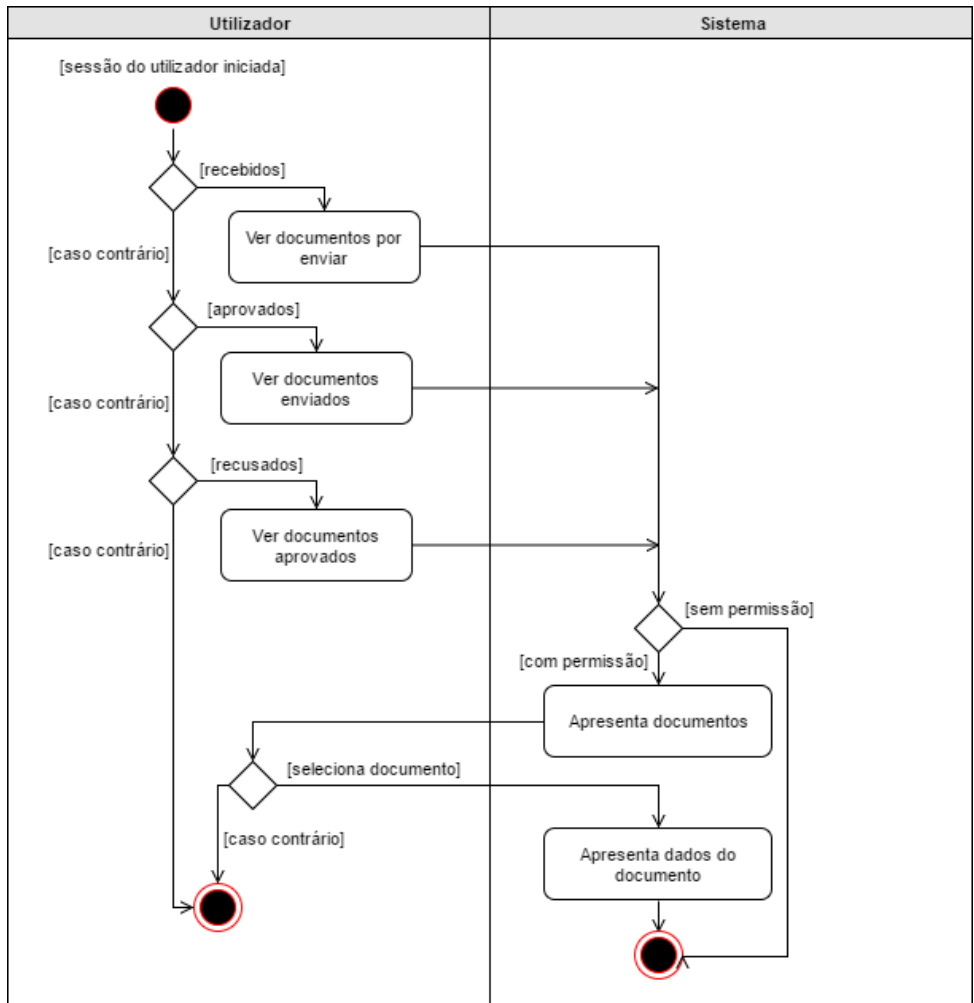 Utilizador
Sistema
[sessão do utilizador iniciada]
[recebidos]
Ver documentos por
enviar
[caso contrário]
[aprovados]
Ver documentos
enviados
[caso contrário]
[recusados]
Ver documentos
aprovados
[caso contrário]
[sem permissão]
[com permissão]
Apresenta documentos
[seleciona documento]
[caso contrário]
Apresenta dados do
documento